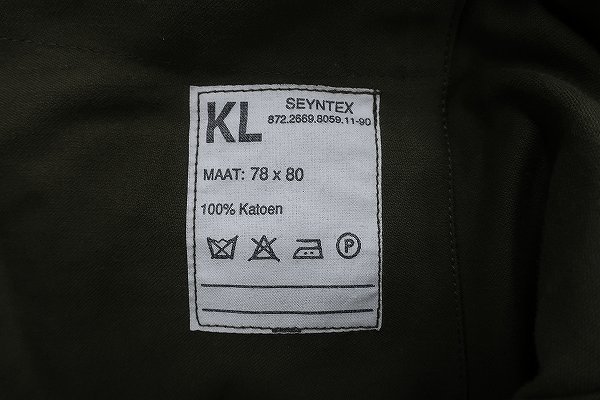 KL
SEYNTEX
872.2669.8059.11-90
MAAT: 78 x 80
100% Katoen
P